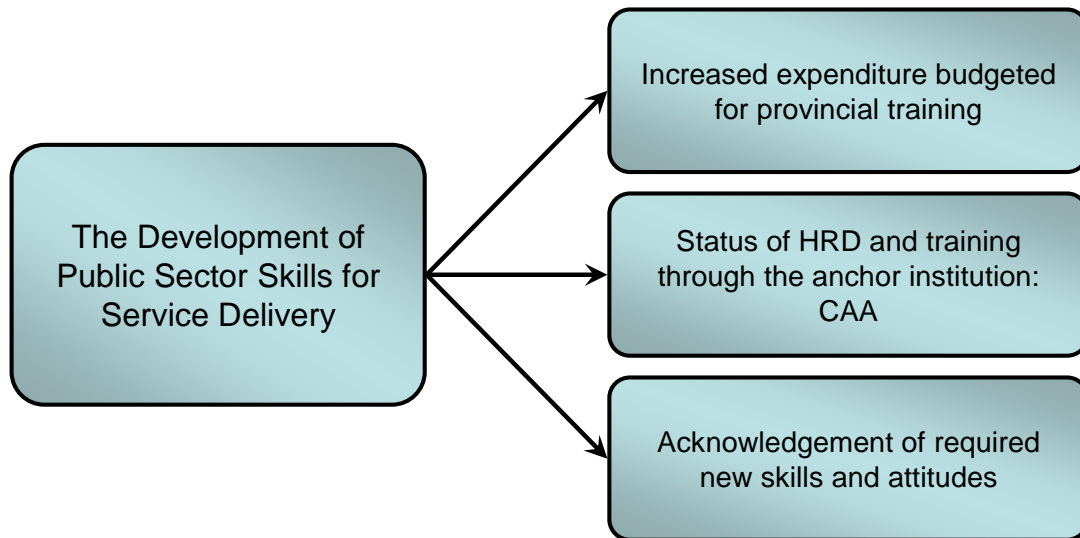 The Development of
Public Sector Skills for
Service Delivery
Increased expenditure budgeted
for provincial training
Status of HRD and training
through the anchor institution:
CAA
Acknowledgement of required
new skills and attitudes